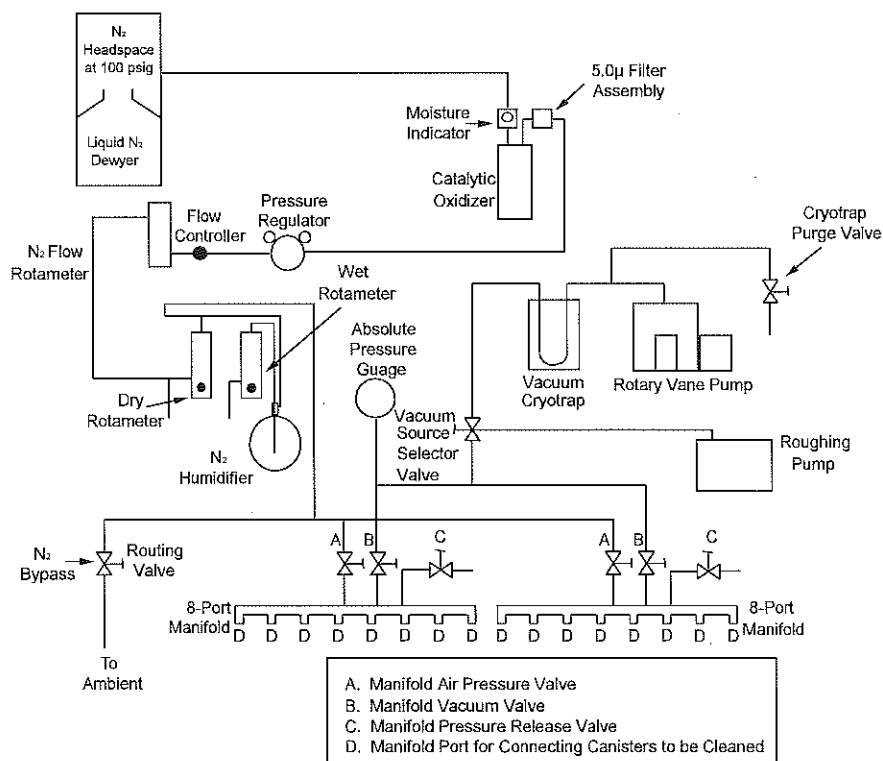 N₂
Headspace
at 100 psig
Liquid N₂
Dewyer
5.0μ Filter
Assembly
Moisture
Indicator
Catalytic
Oxidizer
Pressure
Regulator
Flow
Controller
N₂ Flow
Rotameter
Cryotrap
Purge Valve
Wet
Rotameter
Absolute
Pressure
Guage
Vacuum
Cryotrap
Rotary Vane Pump
Dry
Rotameter
Vacuum
Source
Selector
Valve
Roughing
Pump
N₂
Humidifier
N₂
Bypass
Routing
Valve
A
B
C
A
B
C
8-Port
Manifold
D D D D D D D D
D D D D D D D D
8-Port
Manifold
To
Ambient
A. Manifold Air Pressure Valve
B. Manifold Vacuum Valve
C. Manifold Pressure Release Valve
D. Manifold Port for Connecting Canisters to be Cleaned